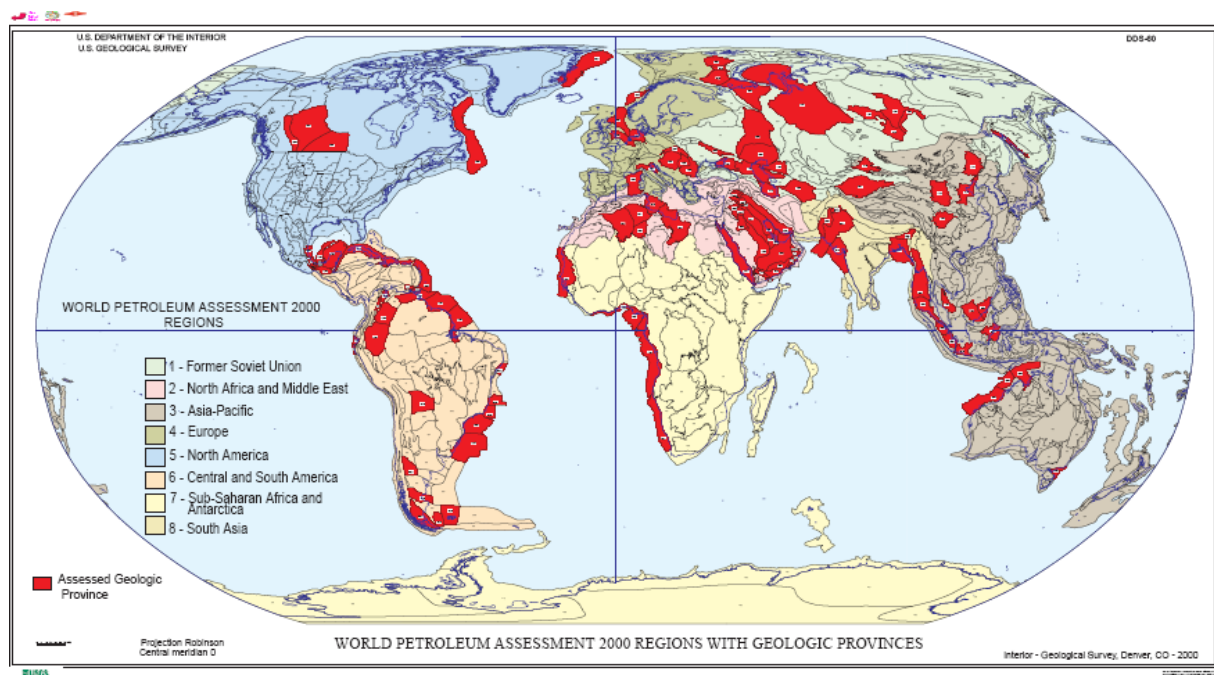 U.S. DEPARTMENT OF THE INTERIOR
U.S. GEOLOGICAL SURVEY
DDS-60
WORLD PETROLEUM ASSESSMENT 2000
REGIONS
1 - Former Soviet Union
2 - North Africa and Middle East
3 - Asia-Pacific
4 - Europe
5 - North America
6 - Central and South America
7 - Sub-Saharan Africa and
Antarctica
8 - South Asia
Assessed Geologic
Province
Projection Robinson
Central meridian 0
WORLD PETROLEUM ASSESSMENT 2000 REGIONS WITH GEOLOGIC PROVINCES
Interior - Geological Survey, Denver, CO - 2000
USGS